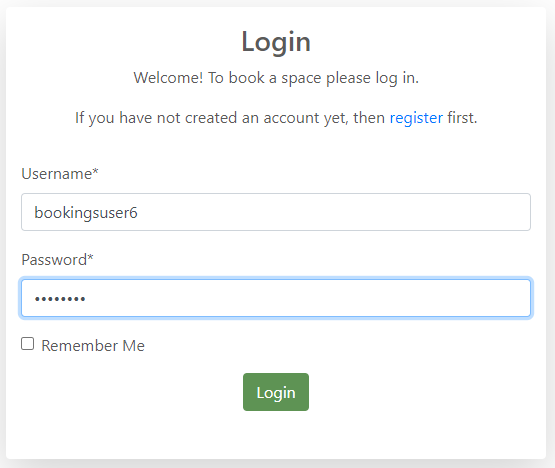 Login
Welcome! To book a space please log in.
If you have not created an account yet, then register first.
Username*
bookingsuser6
Password*
••••••••
Remember Me
Login